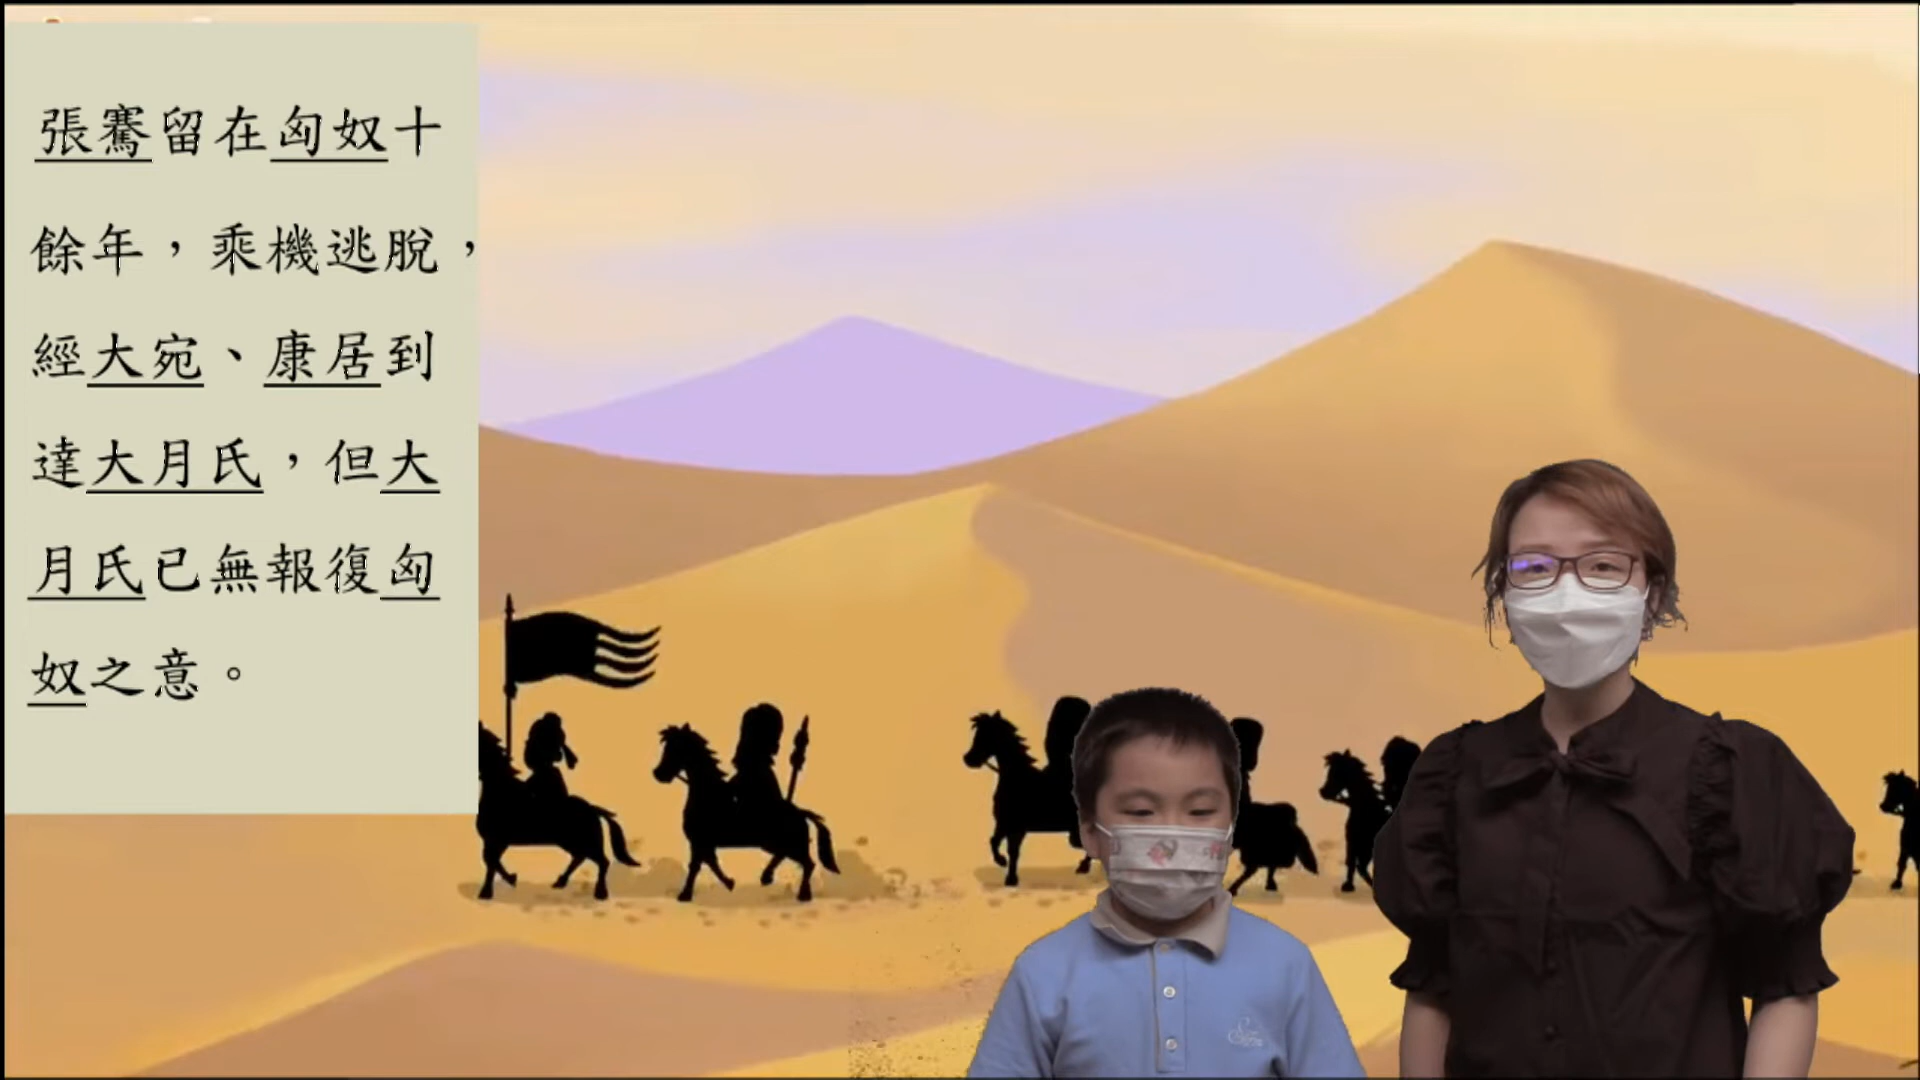 張騫留在匈奴十
餘年，乘機逃脫，
經大宛、康居到
達大月氏，但大
月氏已無報復匈
奴之意。